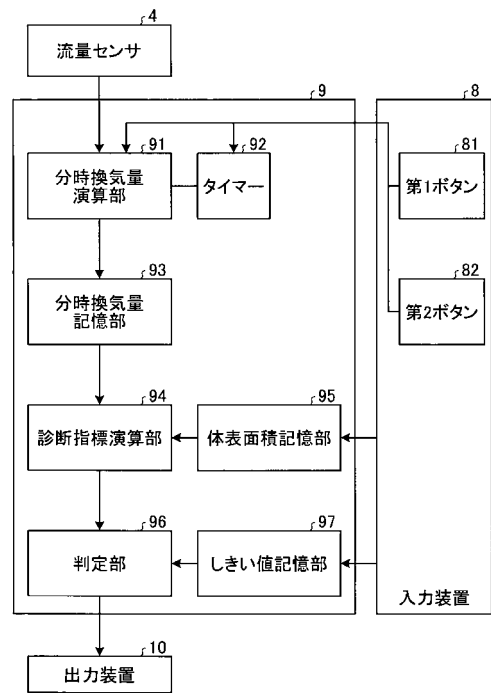 4
流量センサ
9
8
91
92
81
分時換気量
演算部
タイマー
第1ボタン
93
82
分時換気量
記憶部
第2ボタン
94
95
診断指標演算部
体表面積記憶部
96
97
判定部
しきい値記憶部
入力装置
10
出力装置